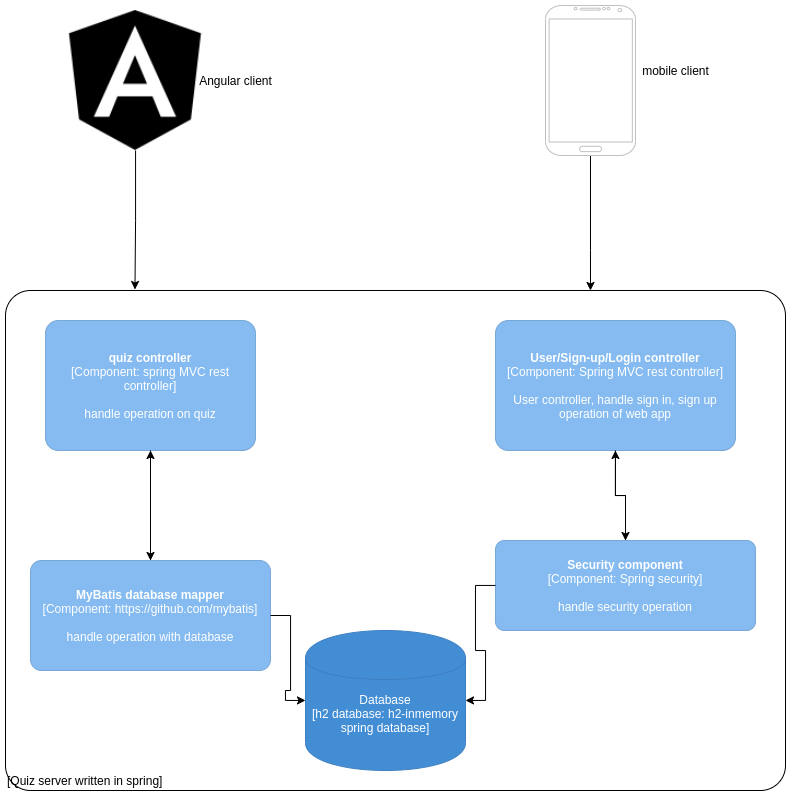 Angular client
mobile client
quiz controller
[Component: spring MVC rest
controller]
handle operation on quiz
User/Sign-up/Login controller
[Component: Spring MVC rest controller]
User controller, handle sign in, sign up
operation of web app
MyBatis database mapper
[Component: https://github.com/mybatis]
handle operation with database
Security component
[Component: Spring security]
handle security operation
Database
[h2 database: h2-inmemory
spring database]
[Quiz server written in spring]